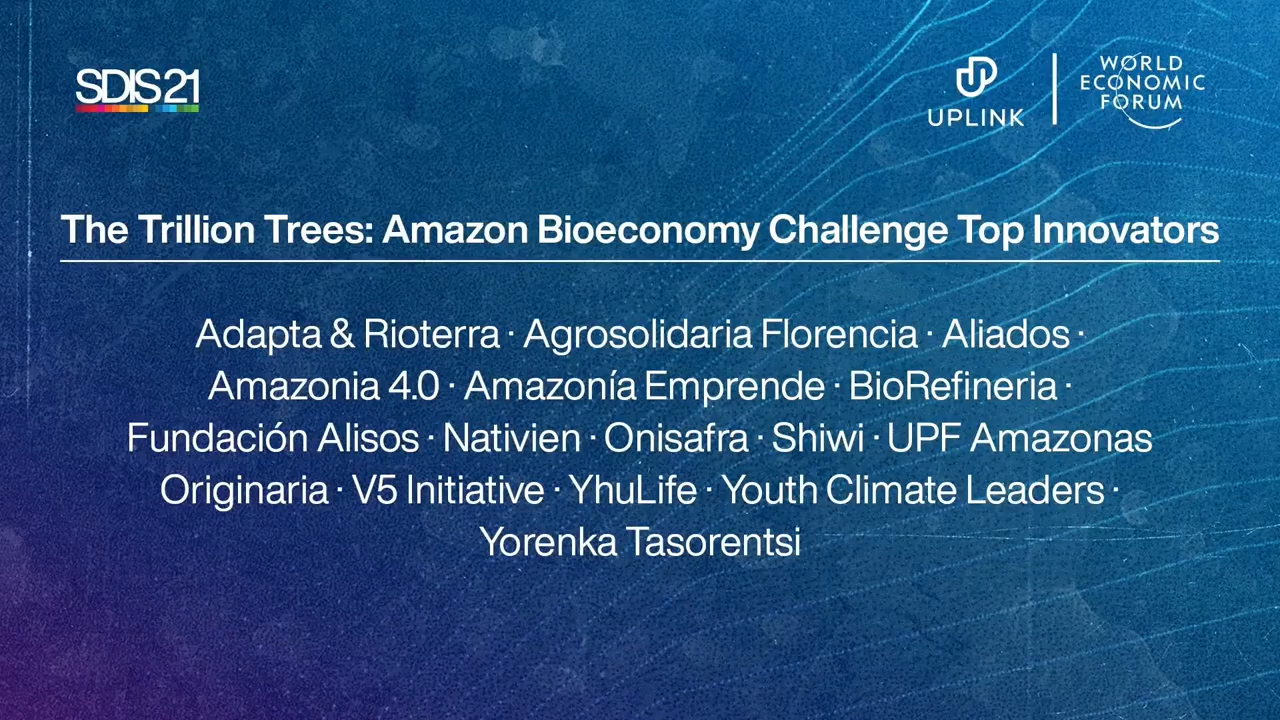 SDIS21
UPLINK
WORLD
ECONOMIC
FORUM
The Trillion Trees: Amazon Bioeconomy Challenge Top Innovators
Adapta & Rioterra · Agrosolidaria Florencia · Aliados ·
Amazonia 4.0 · Amazonía Emprende · BioRefineria ·
Fundación Alisos · Nativien · Onisafra · Shiwi · UPF Amazonas
Originaria · V5 Initiative · YhuLife · Youth Climate Leaders ·
Yorenka Tasorentsi